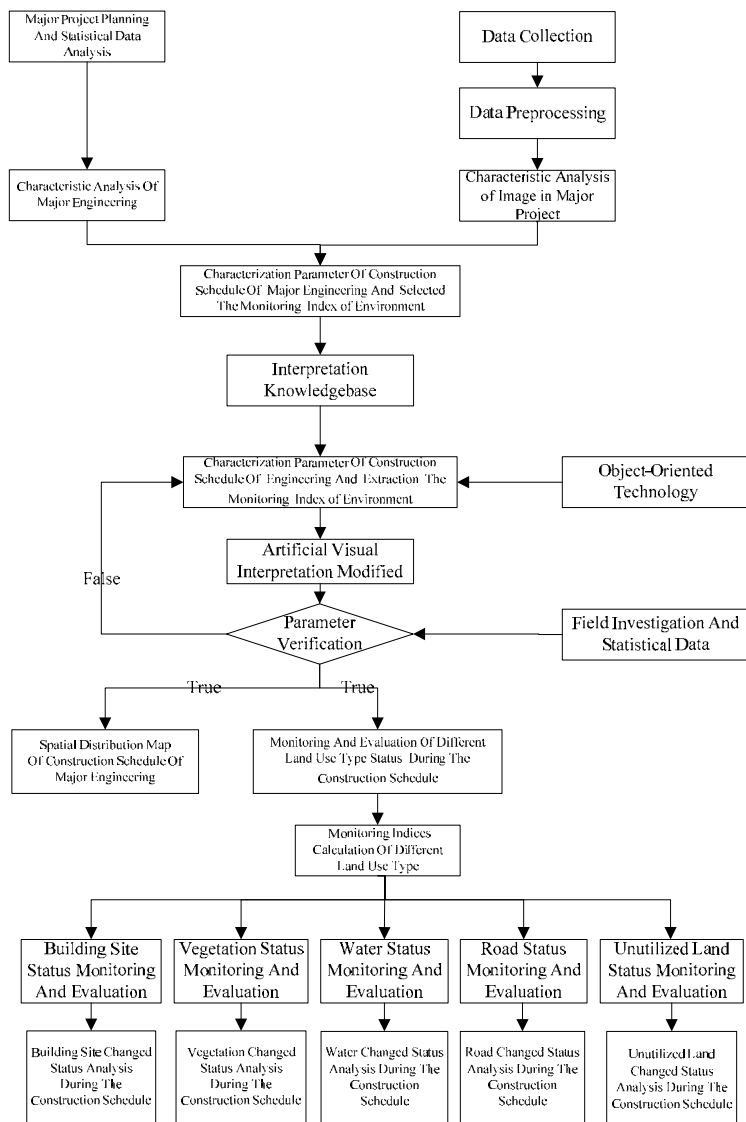 Major Project Planning
And Statistical Data
Analysis
Data Collection
Data Preprocessing
Characteristic Analysis Of
Major Engineering
Characteristic Analysis
of Image in Major
Project
Characterization Parameter Of Construction
Schedule Of Major Engineering And Selected
The Monitoring Index of Environment
Interpretation
Knowledgebase
Characterization Parameter Of Construction
Schedule Of Engineering And Extraction The
Monitoring Index of Environment
Object-Oriented
Technology
Artificial Visual
Interpretation Modified
False
Parameter
Verification
Field Investigation And
Statistical Data
True
True
Spatial Distribution Map
Of Construction Schedule Of
Major Engineering
Monitoring And Evaluation Of Different
Land Use Type Status During The
Construction Schedule
Monitoring Indices
Calculation Of Different
Land Use Type
Building Site
Status Monitoring
And Evaluation
Vegetation Status
Monitoring And
Evaluation
Water Status
Monitoring And
Evaluation
Road Status
Monitoring And
Evaluation
Unutilized Land
Status Monitoring
And Evaluation
Building Site Changed
Status Analysis
During The
Construction Schedule
Vegetation Changed
Status Analysis
During The
Construction Schedule
Water Changed Status
Analysis During The
Construction
Schedule
Road Changed Status
Analysis During The
Construction
Schedule
Unutilized Land
Changed Status
Analysis During The
Construction Schedule